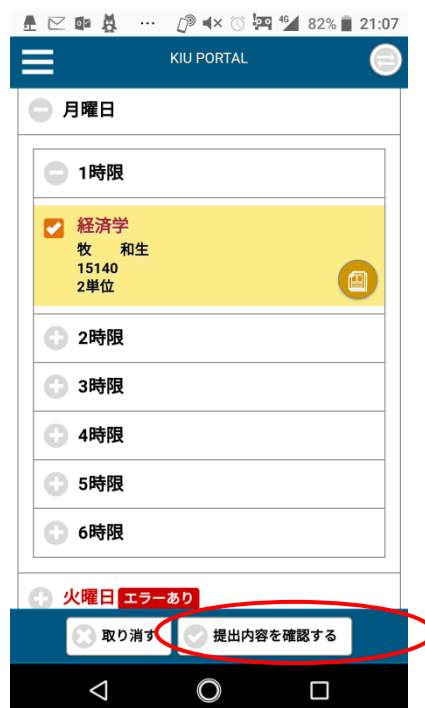 46 82% 21:07
KIU PORTAL
月曜日
1時限
経済学
牧 和生
15140
2単位
2時限
3時限
4時限
5時限
6時限
火曜日 エラーあり
取り消す 提出内容を確認する